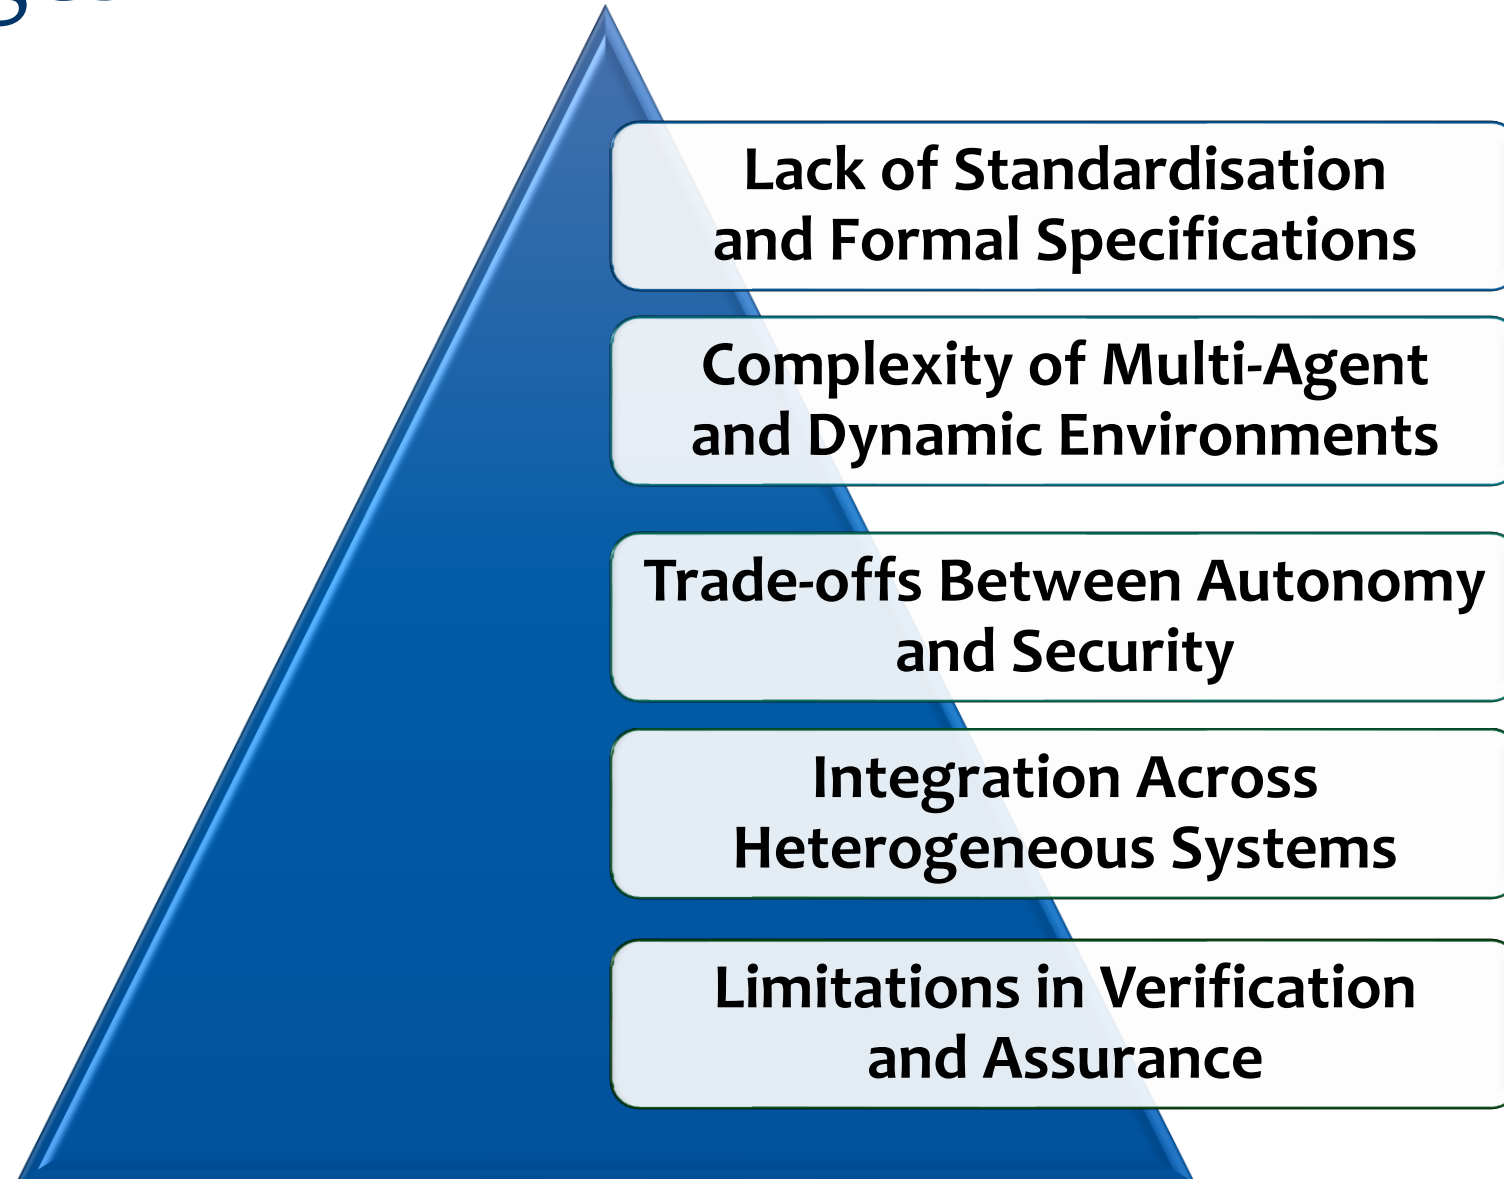 Lack of Standardisation
and Formal Specifications
Complexity of Multi-Agent
and Dynamic Environments
Trade-offs Between Autonomy
and Security
Integration Across
Heterogeneous Systems
Limitations in Verification
and Assurance